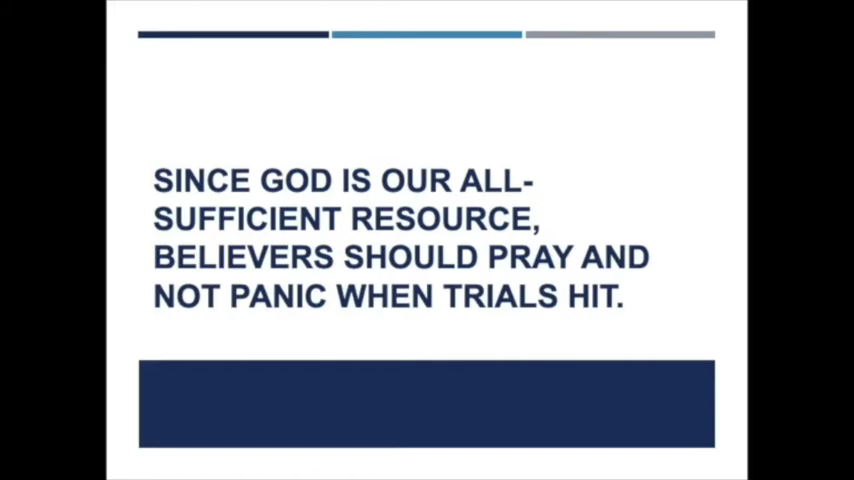 SINCE GOD IS OUR ALL-
SUFFICIENT RESOURCE,
BELIEVERS SHOULD PRAY AND
NOT PANIC WHEN TRIALS HIT.